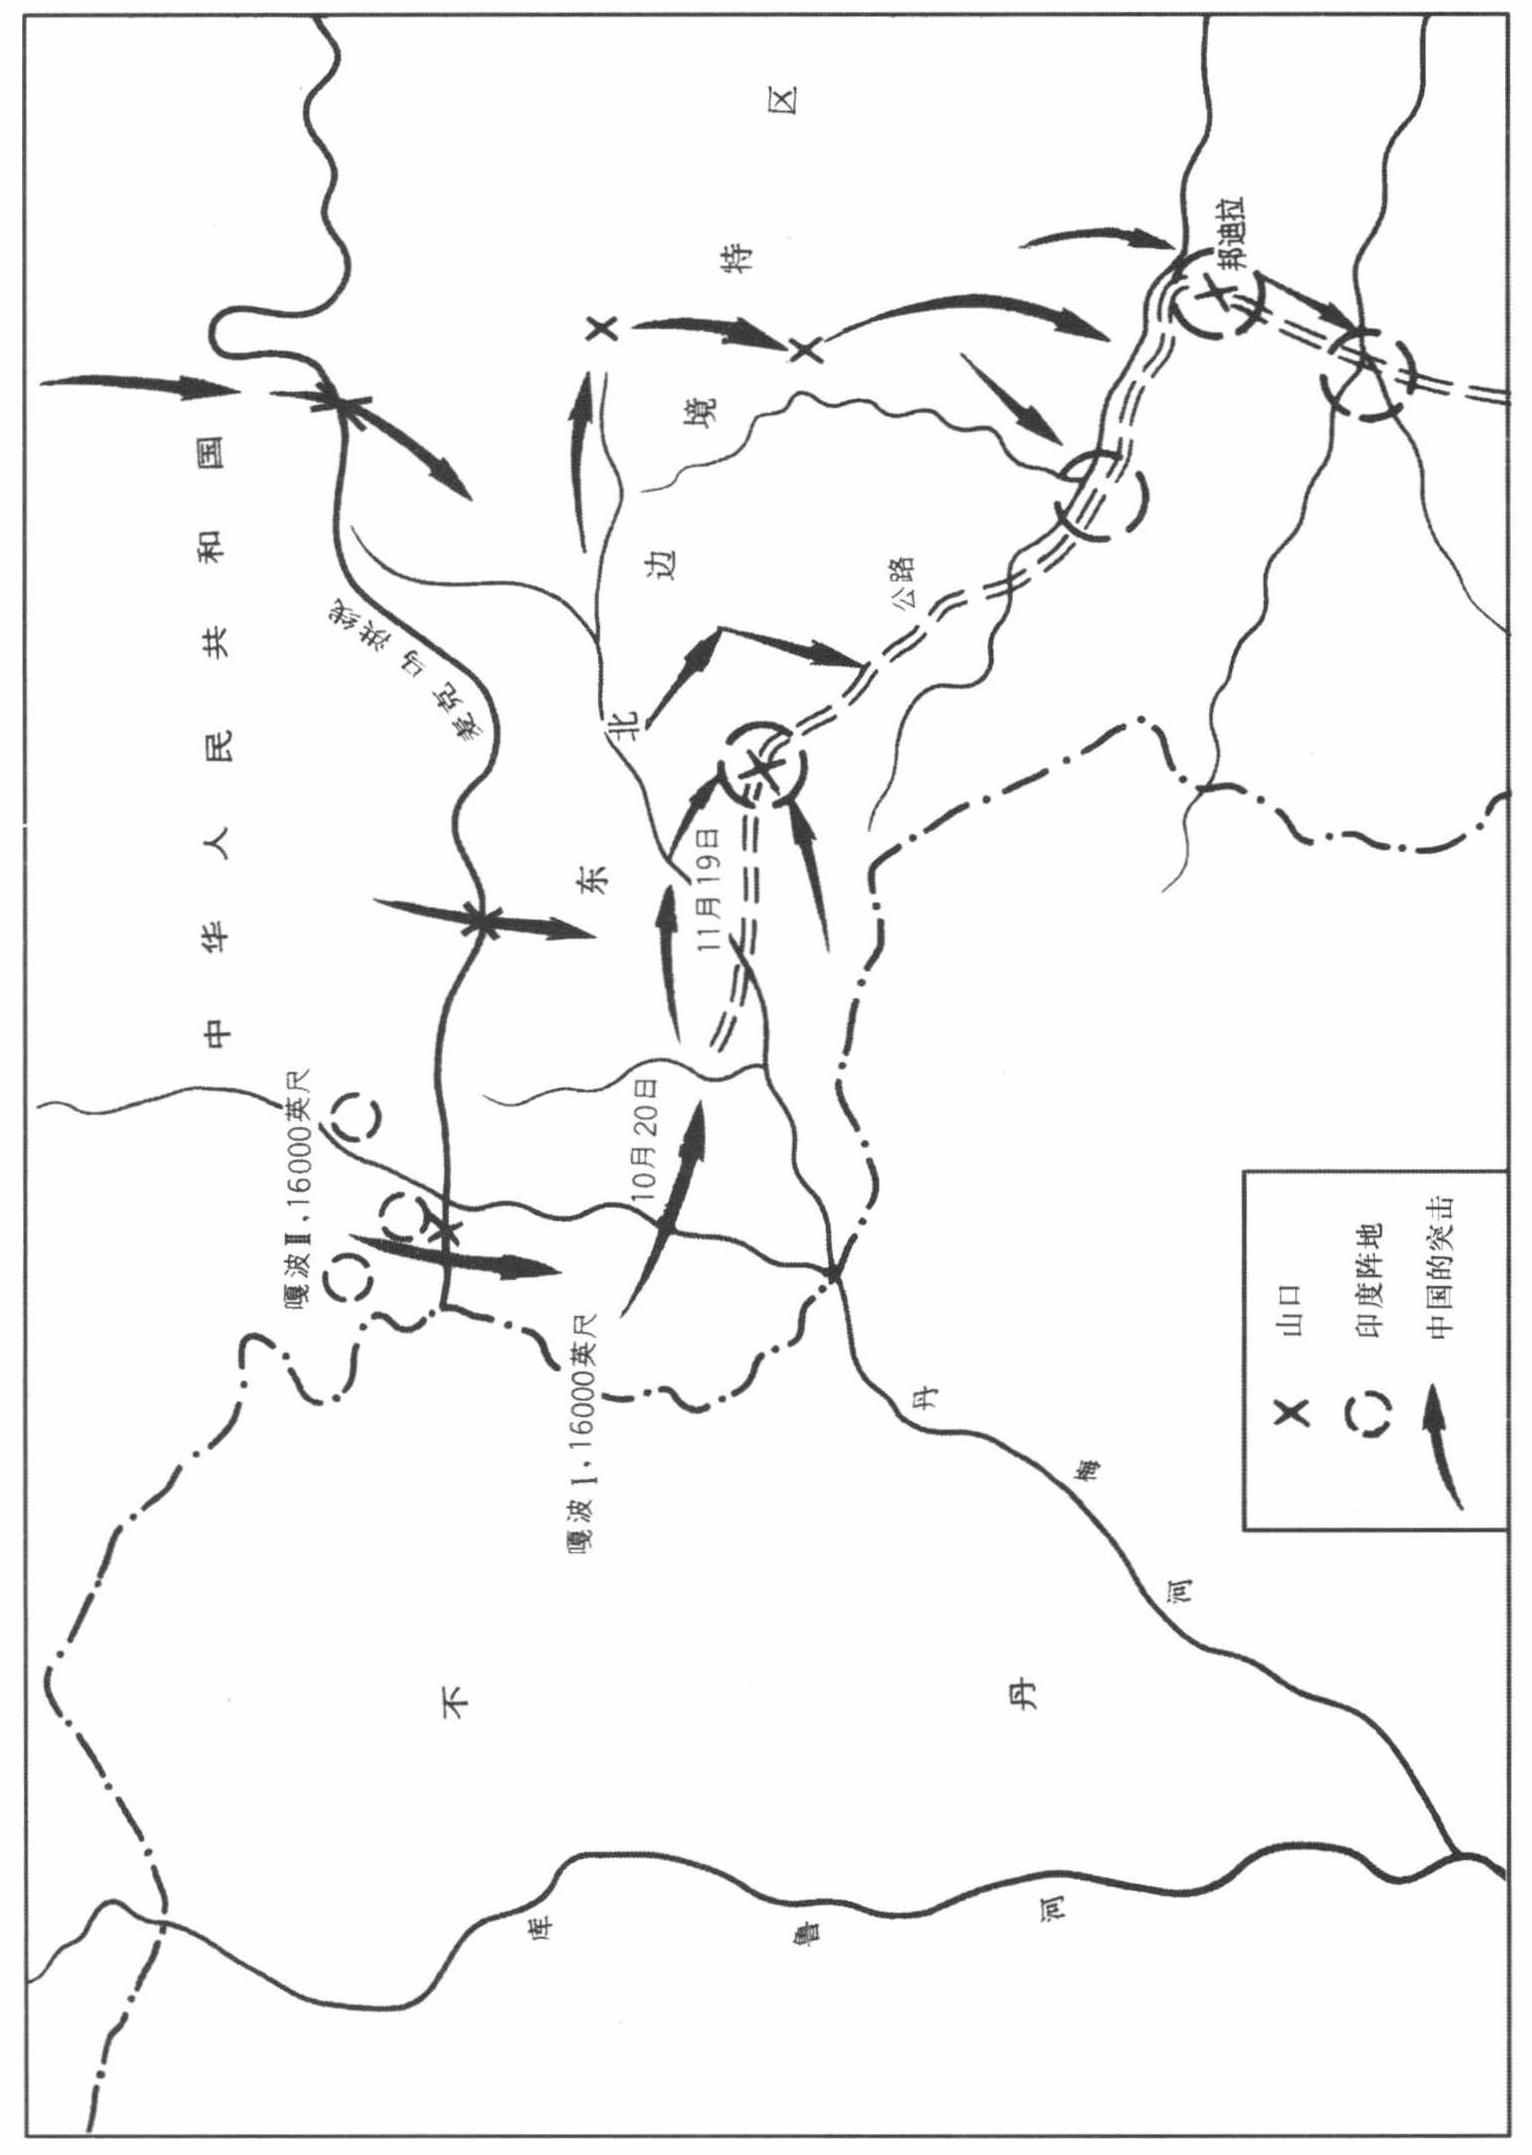 中华人民共和国
麦克马洪线
嘎波Ⅱ，16000英尺
嘎波Ⅰ，16000英尺
10月20日
11月19日
东北边境特区
公路
邦迪拉
不丹
丹梅河
库鲁河
山口
印度阵地
中国的突击